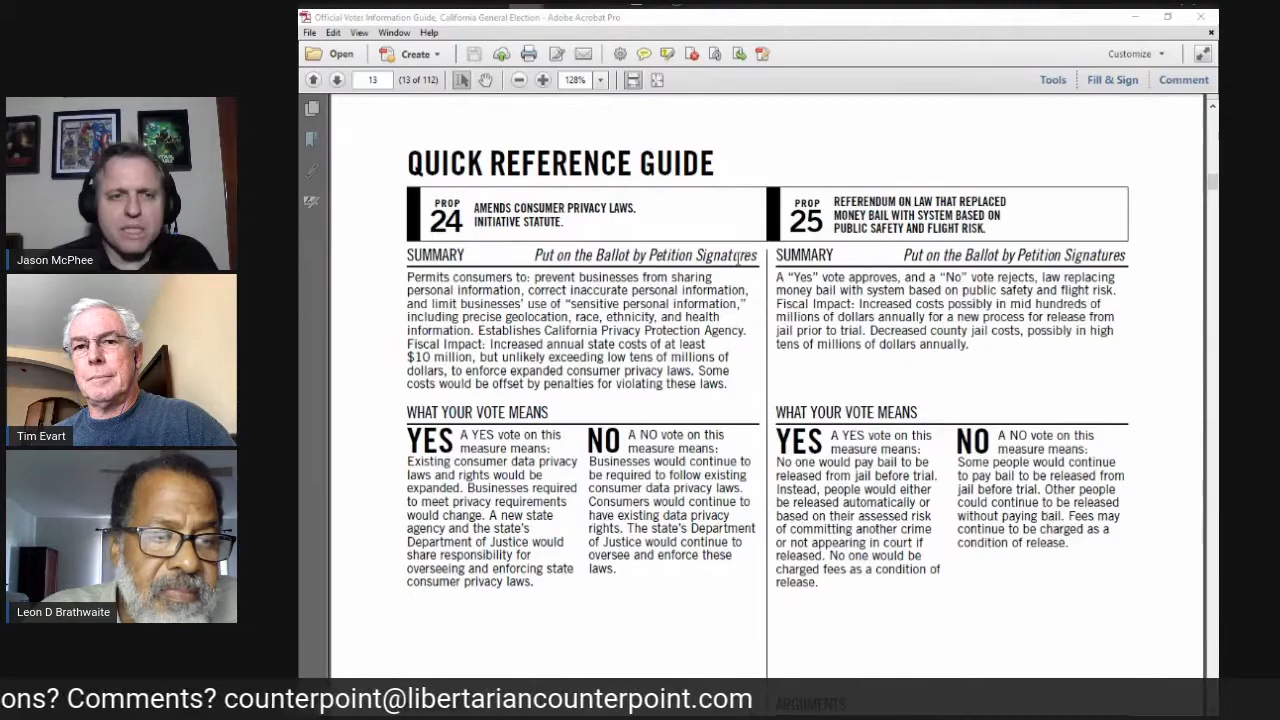 Official Voter Information Guide, California General Election - Adobe Acrobat Pro
File Edit View Window Help
Open Create Customize
13 (13 of 112) 128% Tools Fill & Sign Comment
QUICK REFERENCE GUIDE
PROP
24
AMENDS CONSUMER PRIVACY LAWS.
INITIATIVE STATUTE.
SUMMARY Put on the Ballot by Petition Signatures
Permits consumers to: prevent businesses from sharing
personal information, correct inaccurate personal information,
and limit businesses' use of “sensitive personal information,”
including precise geolocation, race, ethnicity, and health
information. Establishes California Privacy Protection Agency.
Fiscal Impact: Increased annual state costs of at least
$10 million, but unlikely exceeding low tens of millions of
dollars, to enforce expanded consumer privacy laws. Some
costs would be offset by penalties for violating these laws.
WHAT YOUR VOTE MEANS
YES A YES vote on this
measure means:
Existing consumer data privacy
laws and rights would be
expanded. Businesses required
to meet privacy requirements
would change. A new state
agency and the state's
Department of Justice would
share responsibility for
overseeing and enforcing state
consumer privacy laws.
NO A NO vote on this
measure means:
Businesses would continue to
be required to follow existing
consumer data privacy laws.
Consumers would continue to
have existing data privacy
rights. The state's Department
of Justice would continue to
oversee and enforce these
laws.
PROP
25
REFERENDUM ON LAW THAT REPLACED
MONEY BAIL WITH SYSTEM BASED ON
PUBLIC SAFETY AND FLIGHT RISK.
SUMMARY Put on the Ballot by Petition Signatures
A “Yes” vote approves, and a “No” vote rejects, law replacing
money bail with system based on public safety and flight risk.
Fiscal Impact: Increased costs possibly in mid hundreds of
millions of dollars annually for a new process for release from
jail prior to trial. Decreased county jail costs, possibly in high
tens of millions of dollars annually.
WHAT YOUR VOTE MEANS
YES A YES vote on this
measure means:
No one would pay bail to be
released from jail before trial.
Instead, people would either
be released automatically or
based on their assessed risk
of committing another crime
or not appearing in court if
released. No one would be
charged fees as a condition of
release.
NO A NO vote on this
measure means:
Some people would continue
to pay bail to be released from
jail before trial. Other people
could continue to be released
without paying bail. Fees may
continue to be charged as a
condition of release.
ARGUMENTS
Jason McPhee
Tim Evart
Leon D Brathwaite
ons? Comments? counterpoint@libertariancounterpoint.com